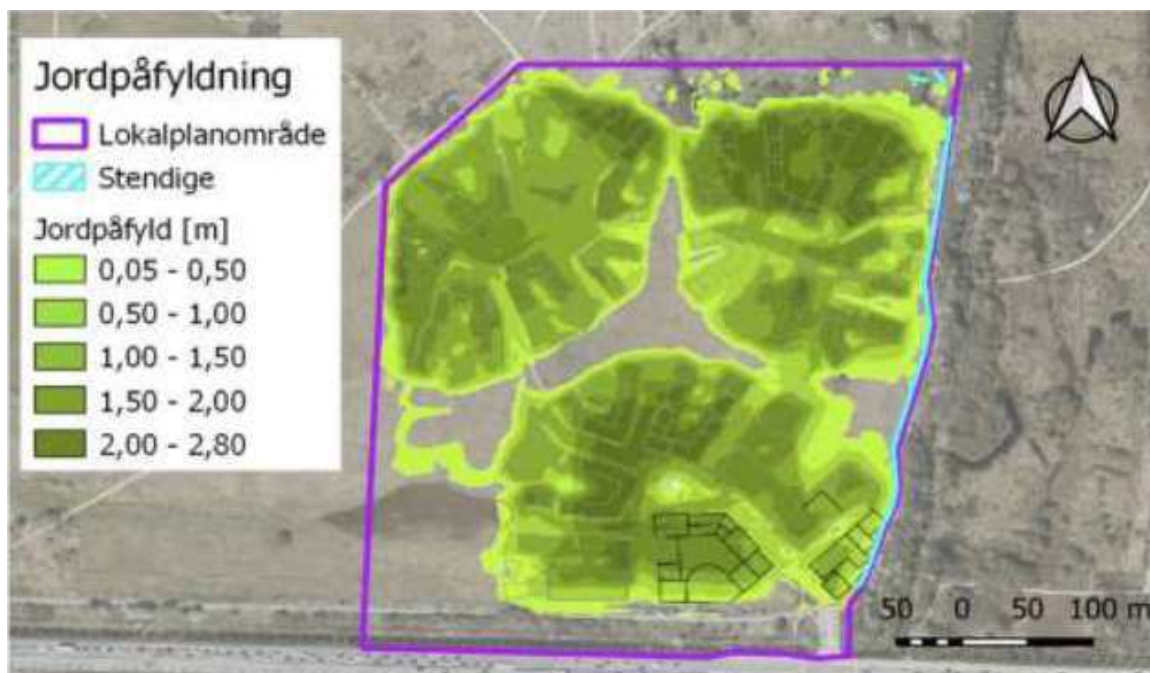 Jordpåfyldning
Lokalplanområde
Stendige
Jordpåfyld [m]
0,05 - 0,50
0,50 - 1,00
1,00 - 1,50
1,50 - 2,00
2,00 - 2,80
50 0 50 100 m